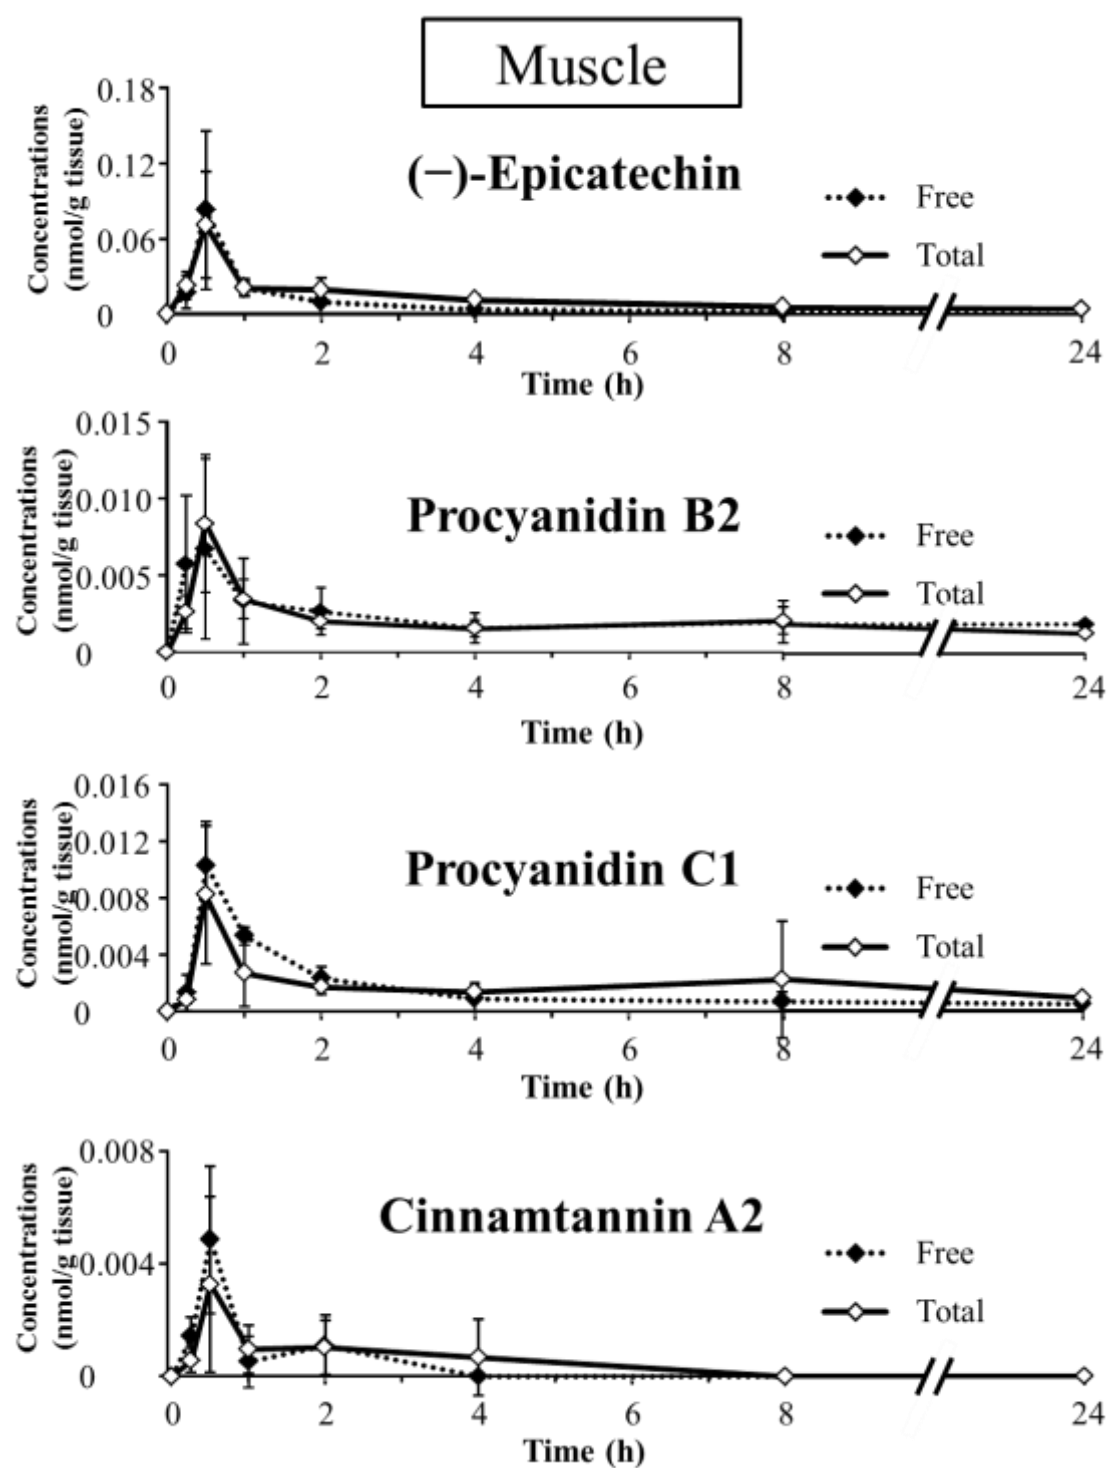 Muscle
Concentrations
(nmol/g tissue)
0.18
0.12
0.06
0
(−)-Epicatechin
Free
Total
0 2 4 6 8 24
Time (h)
Concentrations
(nmol/g tissue)
0.015
0.010
0.005
0
Procyanidin B2
Free
Total
0 2 4 6 8 24
Time (h)
Concentrations
(nmol/g tissue)
0.016
0.012
0.008
0.004
0
Procyanidin C1
Free
Total
0 2 4 6 8 24
Time (h)
Concentrations
(nmol/g tissue)
0.008
0.004
0
Cinnamtannin A2
Free
Total
0 2 4 6 8 24
Time (h)